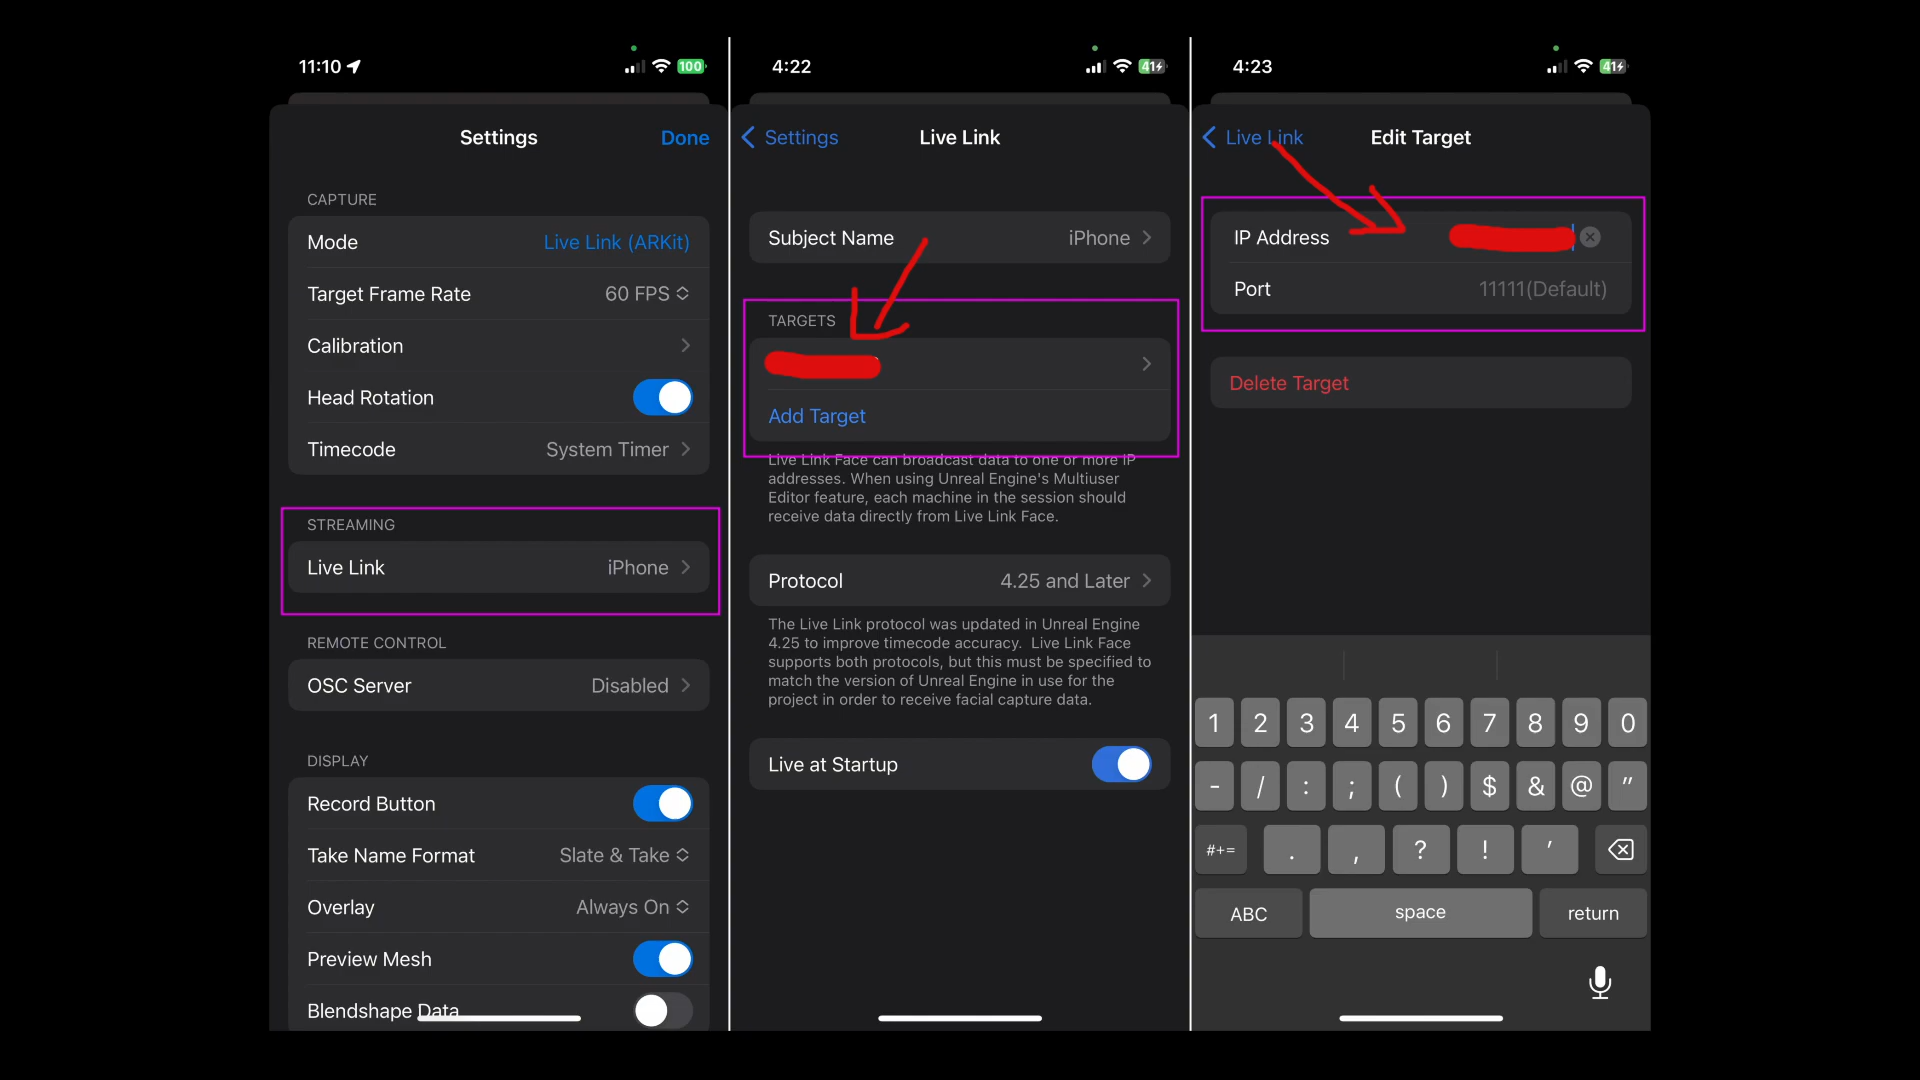 11:10
100
Settings
Done
CAPTURE
Mode
Live Link (ARKit)
Target Frame Rate
60 FPS
Calibration
Head Rotation
Timecode
System Timer
STREAMING
Live Link
iPhone
REMOTE CONTROL
OSC Server
Disabled
DISPLAY
Record Button
Take Name Format
Slate & Take
Overlay
Always On
Preview Mesh
Blendshape Data
4:22
41
Settings
Live Link
Subject Name
iPhone
TARGETS
Add Target
Live Link Face can broadcast data to one or more IP
addresses. When using Unreal Engine's Multiuser
Editor feature, each machine in the session should
receive data directly from Live Link Face.
Protocol
4.25 and Later
The Live Link protocol was updated in Unreal Engine
4.25 to improve timecode accuracy.  Live Link Face
supports both protocols, but this must be specified to
match the version of Unreal Engine in use for the
project in order to receive facial capture data.
Live at Startup
4:23
41
Live Link
Edit Target
IP Address
Port
11111(Default)
Delete Target
1 2 3 4 5 6 7 8 9 0
- / : ; ( ) $ & @ "
#+= . , ? ! '
ABC space return